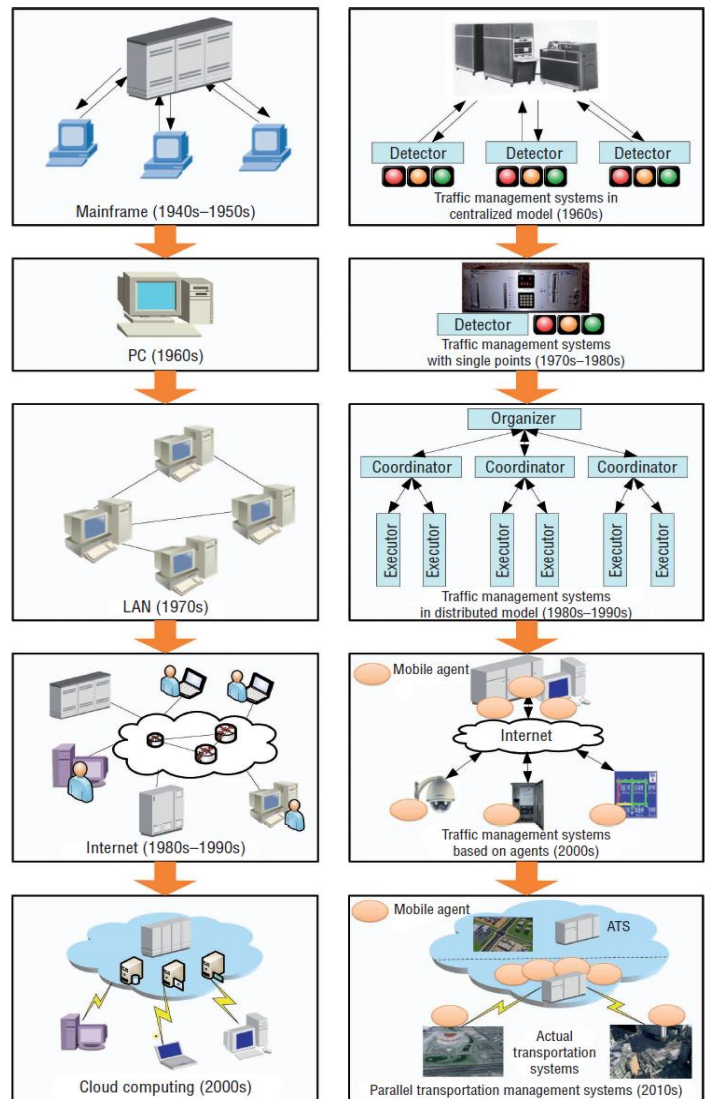 Mainframe (1940s–1950s)
Detector
Detector
Detector
Traffic management systems in
centralized model (1960s)
PC (1960s)
Detector
Traffic management systems
with single points (1970s–1980s)
LAN (1970s)
Organizer
Coordinator
Coordinator
Coordinator
Executor
Executor
Executor
Executor
Executor
Executor
Traffic management systems
in distributed model (1980s–1990s)
Internet (1980s–1990s)
Mobile agent
Internet
Traffic management systems
based on agents (2000s)
Cloud computing (2000s)
Mobile agent
ATS
Actual
transportation
systems
Parallel transportation management systems (2010s)